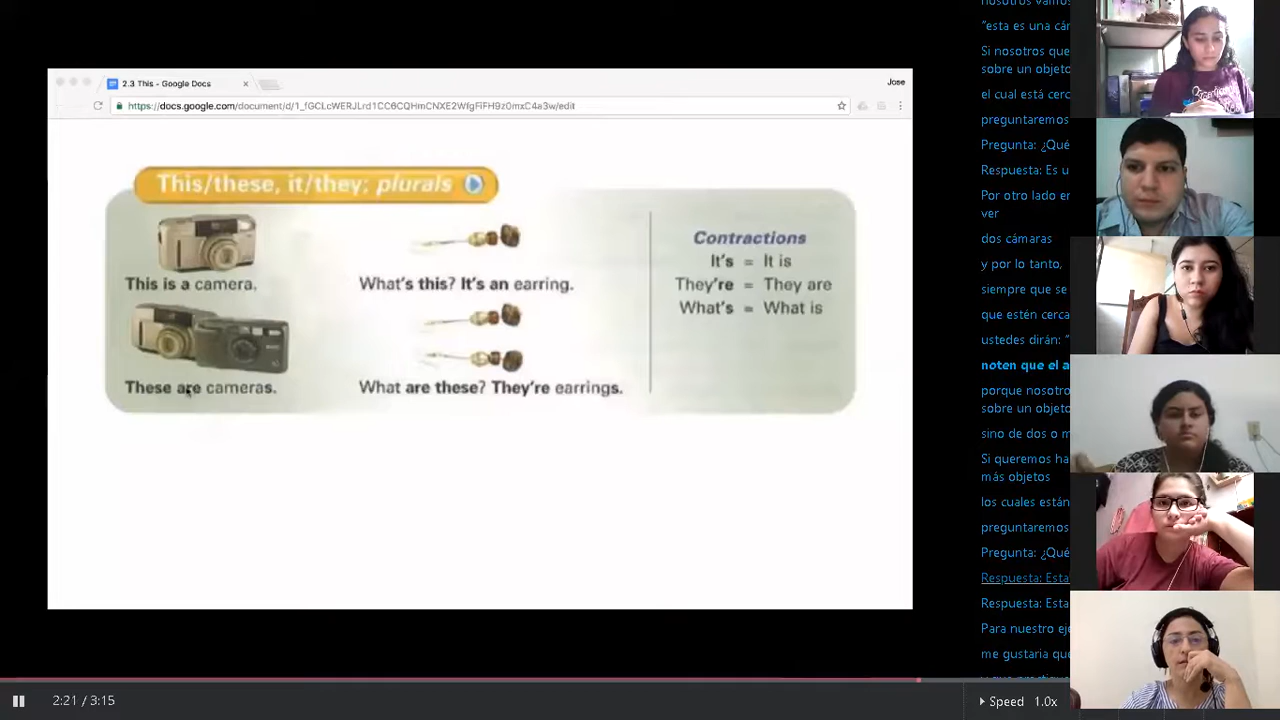 2.3 This - Google Docs
Jose
https://docs.google.com/document/d/1_fGCLcWERJLrd1CC6CQHmCNXE2WfgFiFH9z0mxC4a3w/edit
This/these, it/they; plurals
This is a camera.
What's this? It's an earring.
These are cameras.
What are these? They're earrings.
Contractions
It's = It is
They're = They are
What's = What is
nosotros vamos
"esta es una cá
Si nosotros que
sobre un objeto
el cual está cerc
preguntaremos
Pregunta: ¿Qué
Respuesta: Es u
Por otro lado en
ver
dos cámaras
y por lo tanto,
siempre que se
que estén cerca
ustedes dirán: "
noten que el a
porque nosotro
sobre un objeto
sino de dos o m
Si queremos ha
más objetos
los cuales están
preguntaremos
Pregunta: ¿Qué
Respuesta: Esta
Respuesta: Esta
Para nuestro eje
me gustaria que
2:21 / 3:15
Speed 1.0x